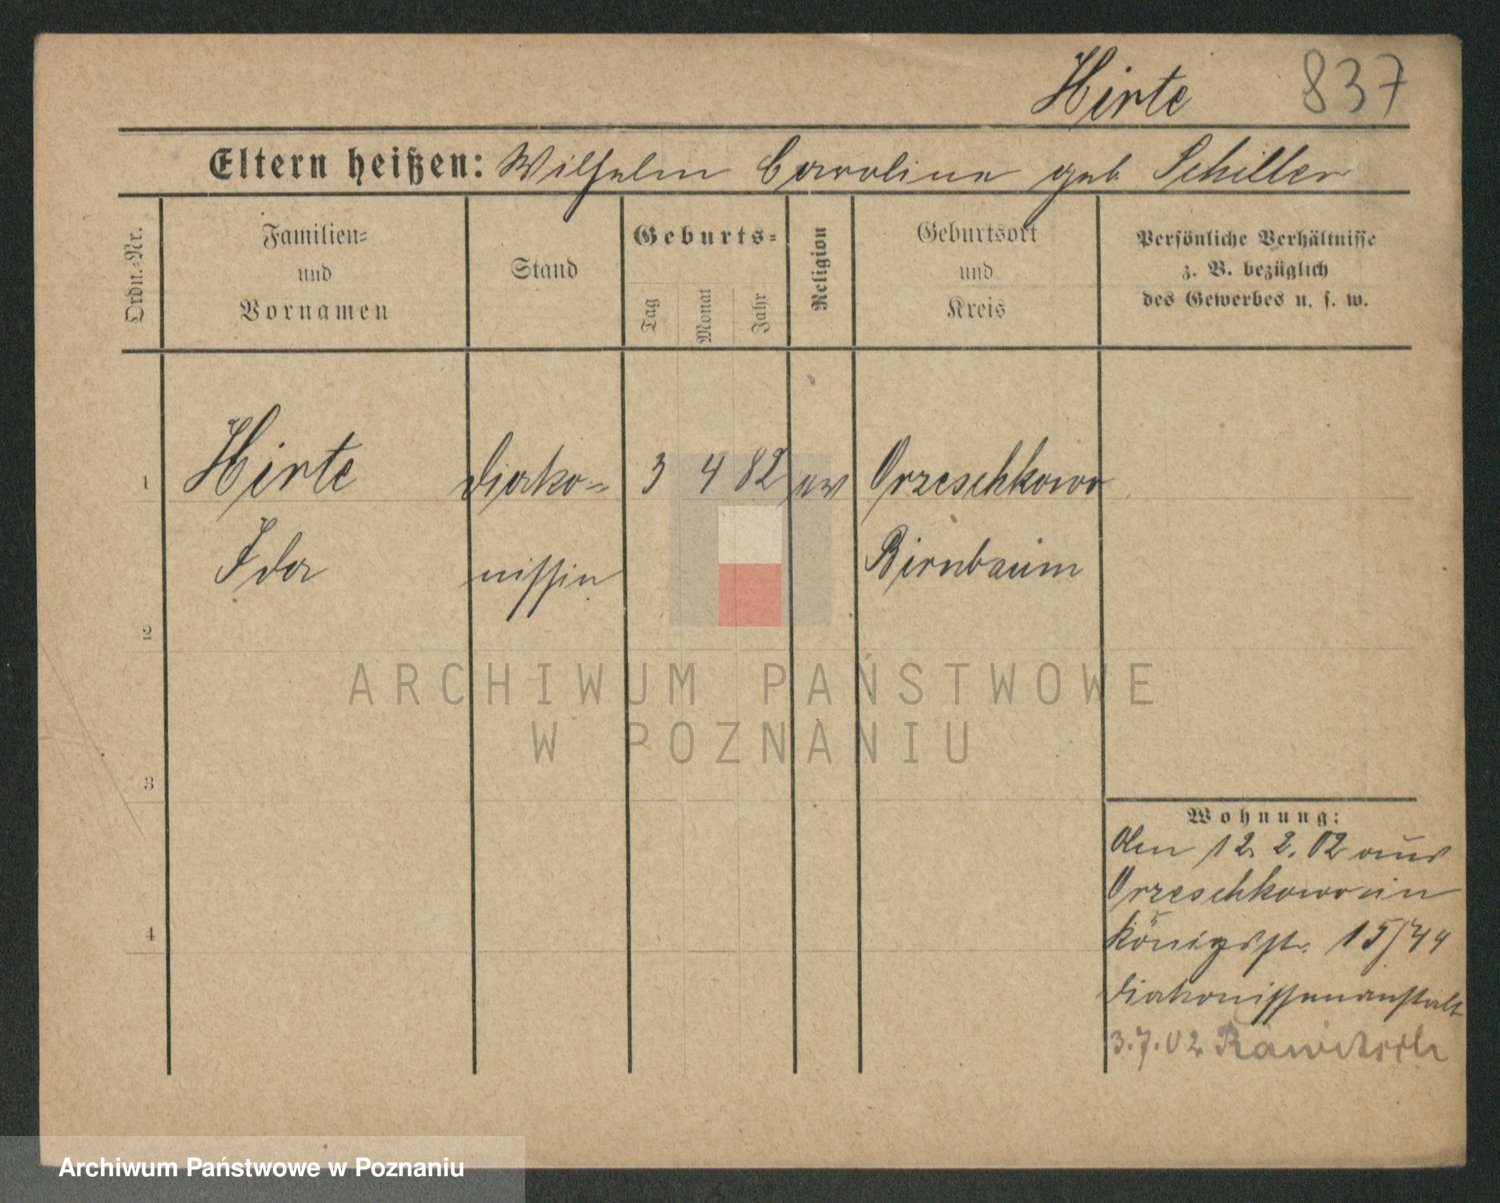 Hirte 837
Eltern heißen: Wilhelm Caroline geb Schiller
Ordn.-Nr.
Familien-
und
Vornamen
Stand
Geburts-
Tag
Monat
Jahr
Religion
Geburtsort
und
Kreis
Persönliche Verhältnisse
z. B. bezüglich
des Gewerbes u. s. w.
1 Hirte Diako- 3 4 82 ev Orzeschkowo
Ida nissin Birnbaum
2
3
4
Wohnung:
Den 12. 2. 02 aus
Orzeschkowo in
Königsstr. 15/44
Diakonissenanstalt
3.7.02 Rawitsch
ARCHIWUM PAŃSTWOWE
W POZNANIU
Archiwum Państwowe w Poznaniu